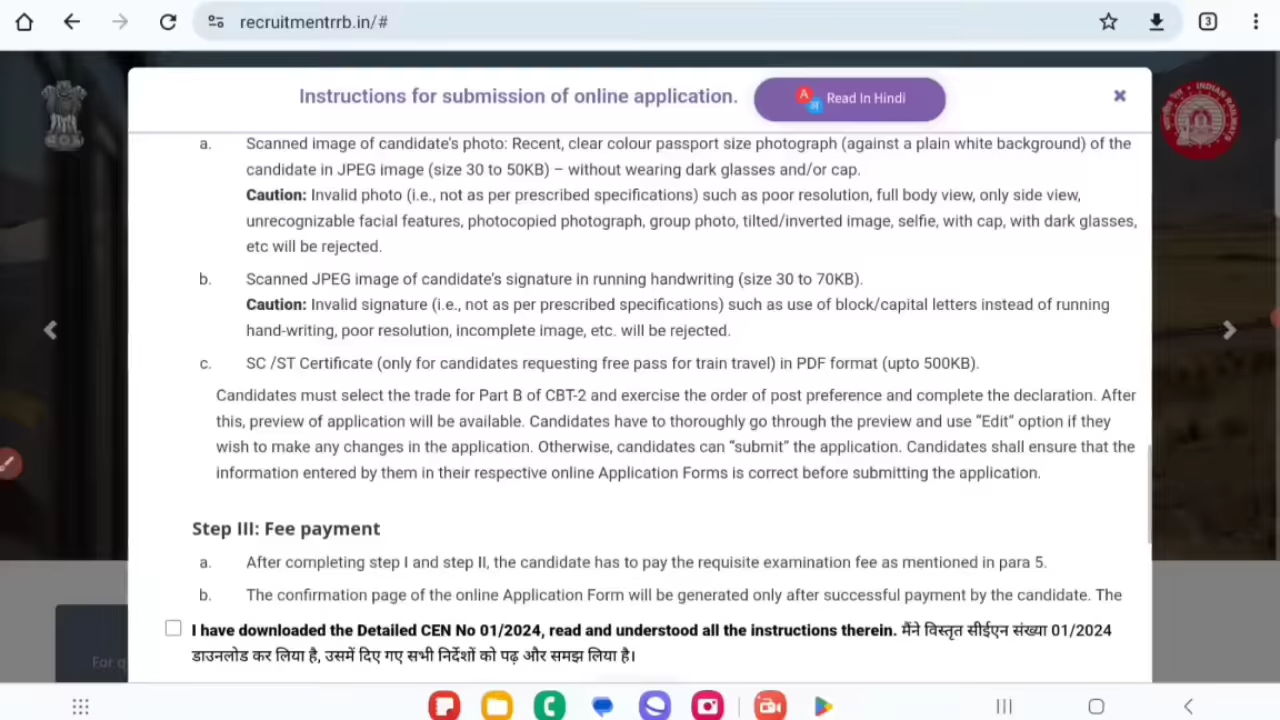 recruitmentrrb.in/#
3
Instructions for submission of online application.
Read In Hindi
INDIAN RAILWAYS
a. Scanned image of candidate's photo: Recent, clear colour passport size photograph (against a plain white background) of the
candidate in JPEG image (size 30 to 50KB) – without wearing dark glasses and/or cap.
Caution: Invalid photo (i.e., not as per prescribed specifications) such as poor resolution, full body view, only side view,
unrecognizable facial features, photocopied photograph, group photo, tilted/inverted image, selfie, with cap, with dark glasses,
etc will be rejected.
b. Scanned JPEG image of candidate's signature in running handwriting (size 30 to 70KB).
Caution: Invalid signature (i.e., not as per prescribed specifications) such as use of block/capital letters instead of running
hand-writing, poor resolution, incomplete image, etc. will be rejected.
c. SC /ST Certificate (only for candidates requesting free pass for train travel) in PDF format (upto 500KB).
Candidates must select the trade for Part B of CBT-2 and exercise the order of post preference and complete the declaration. After
this, preview of application will be available. Candidates have to thoroughly go through the preview and use “Edit” option if they
wish to make any changes in the application. Otherwise, candidates can “submit” the application. Candidates shall ensure that the
information entered by them in their respective online Application Forms is correct before submitting the application.
Step III: Fee payment
a. After completing step I and step II, the candidate has to pay the requisite examination fee as mentioned in para 5.
b. The confirmation page of the online Application Form will be generated only after successful payment by the candidate. The
I have downloaded the Detailed CEN No 01/2024, read and understood all the instructions therein. मैंने विस्तृत सीईएन संख्या 01/2024
डाउनलोड कर लिया है, उसमें दिए गए सभी निर्देशों को पढ़ और समझ लिया है।
For